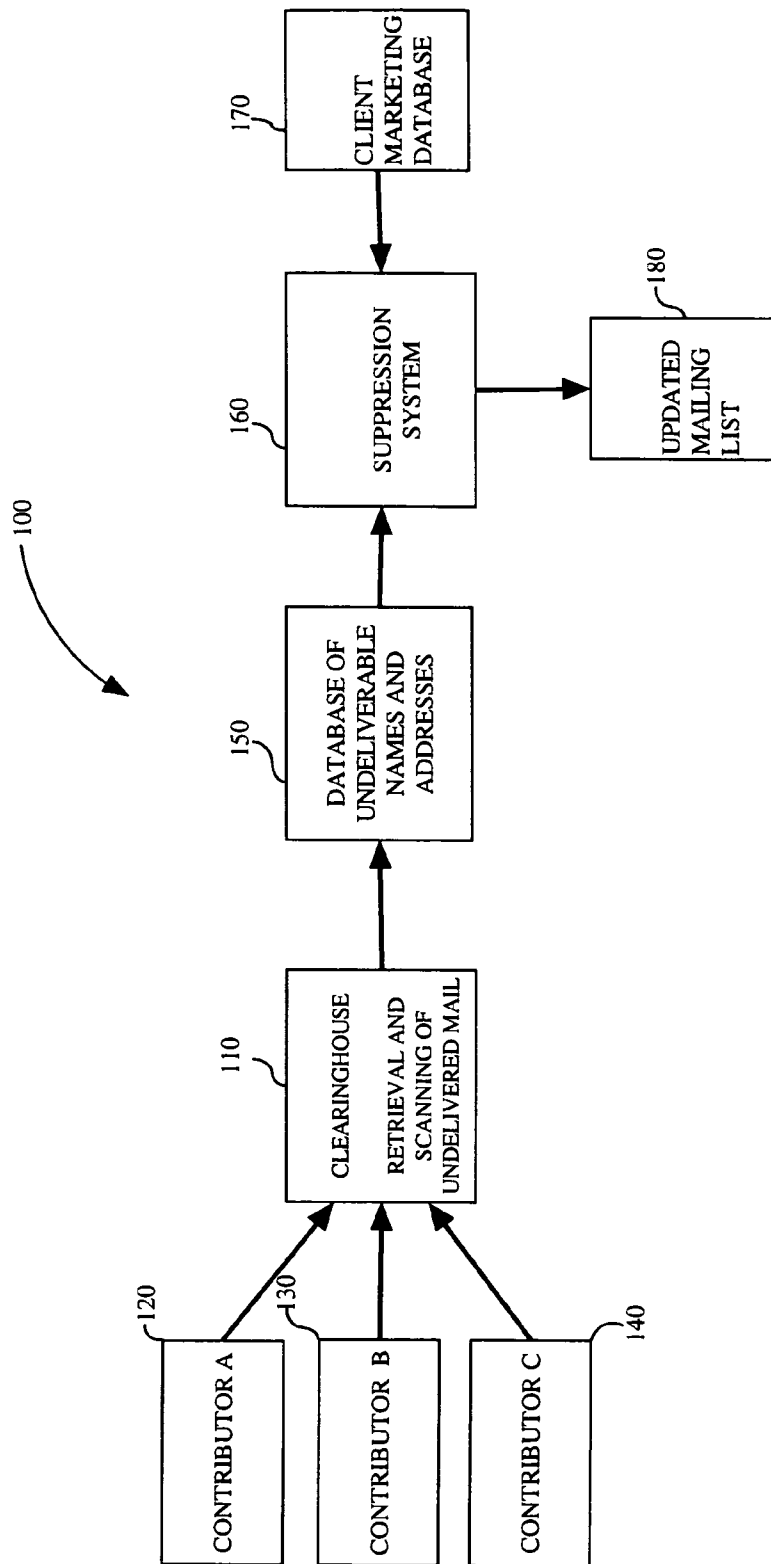 100
120
CONTRIBUTOR A
130
CONTRIBUTOR B
140
CONTRIBUTOR C
110
CLEARINGHOUSE
RETRIEVAL AND
SCANNING OF
UNDELIVERED MAIL
150
DATABASE OF
UNDELIVERABLE
NAMES AND
ADDRESSES
160
SUPPRESSION
SYSTEM
170
CLIENT
MARKETING
DATABASE
180
UPDATED
MAILING
LIST